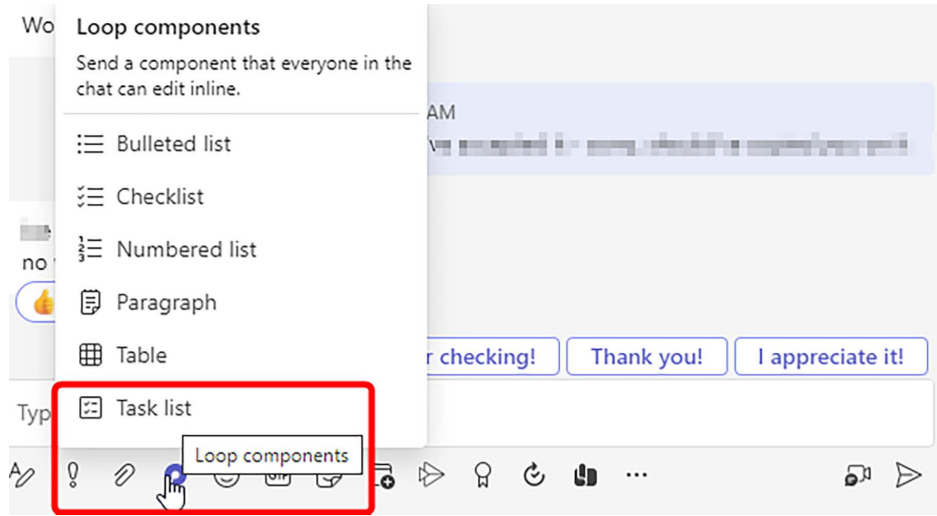 Wo
Loop components
Send a component that everyone in the
chat can edit inline.
AM
Bulleted list
Checklist
Numbered list
no
Paragraph
Table
r checking!
Thank you!
I appreciate it!
Typ
Task list
Loop components
GIF